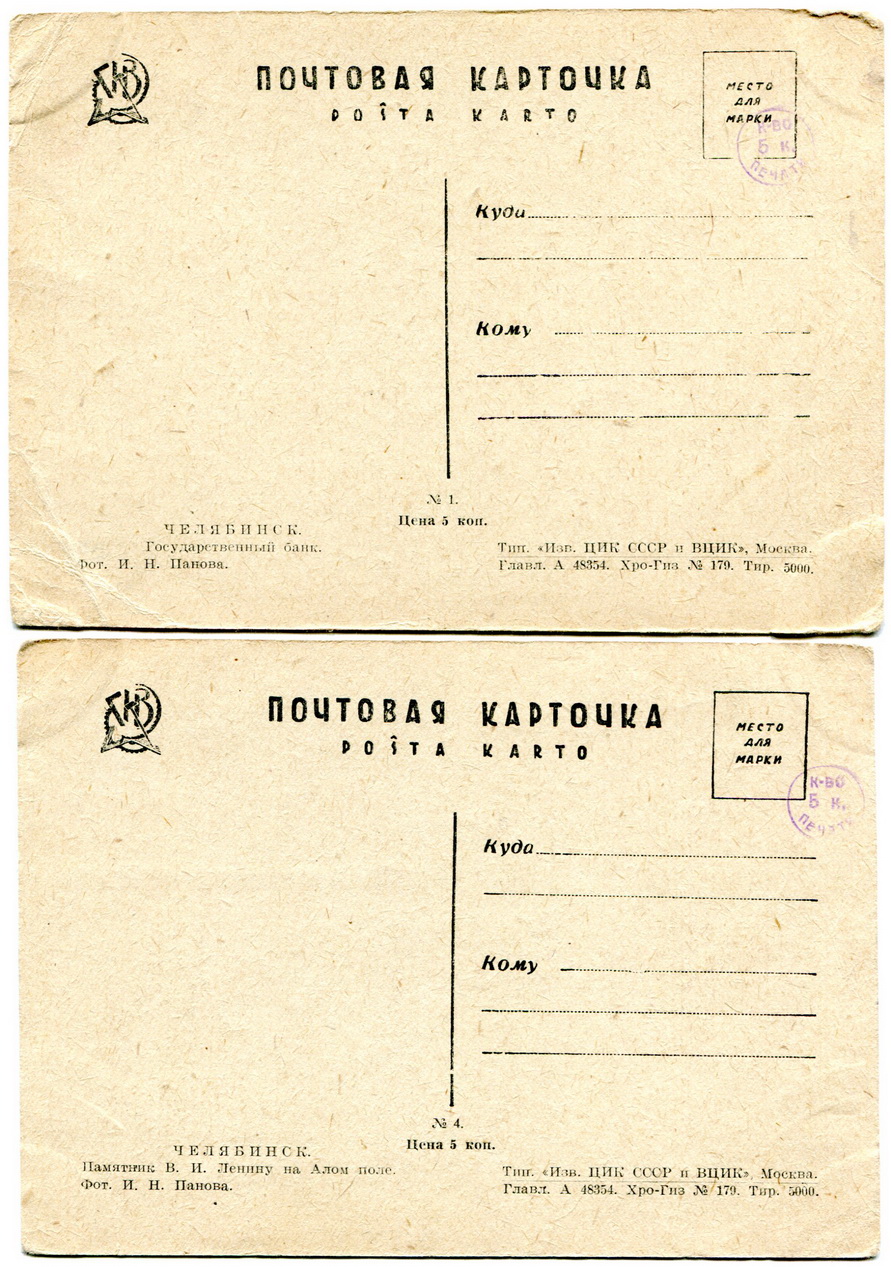 ПОЧТОВАЯ КАРТОЧКА
POŜTA KARTO
МЕСТО
ДЛЯ
МАРКИ
К-ВО
5 к.
ПЕЧАТИ
Куда
Кому
№ 1.
Цена 5 коп.
ЧЕЛЯБИНСК.
Государственный банк.
Фот. И. Н. Панова.
Тип. «Изв. ЦИК СССР и ВЦИК», Москва.
Главл. А 48354. Хро-Гиз № 179. Тир. 5000.
ПОЧТОВАЯ КАРТОЧКА
POŜTA KARTO
МЕСТО
ДЛЯ
МАРКИ
К-ВО
5 к.
ПЕЧАТИ
Куда
Кому
№ 4.
Цена 5 коп.
ЧЕЛЯБИНСК.
Памятник В. И. Ленину на Алом поле.
Фот. И. Н. Панова.
Тип. «Изв. ЦИК СССР и ВЦИК», Москва.
Главл. А 48354. Хро-Гиз № 179. Тир. 5000.